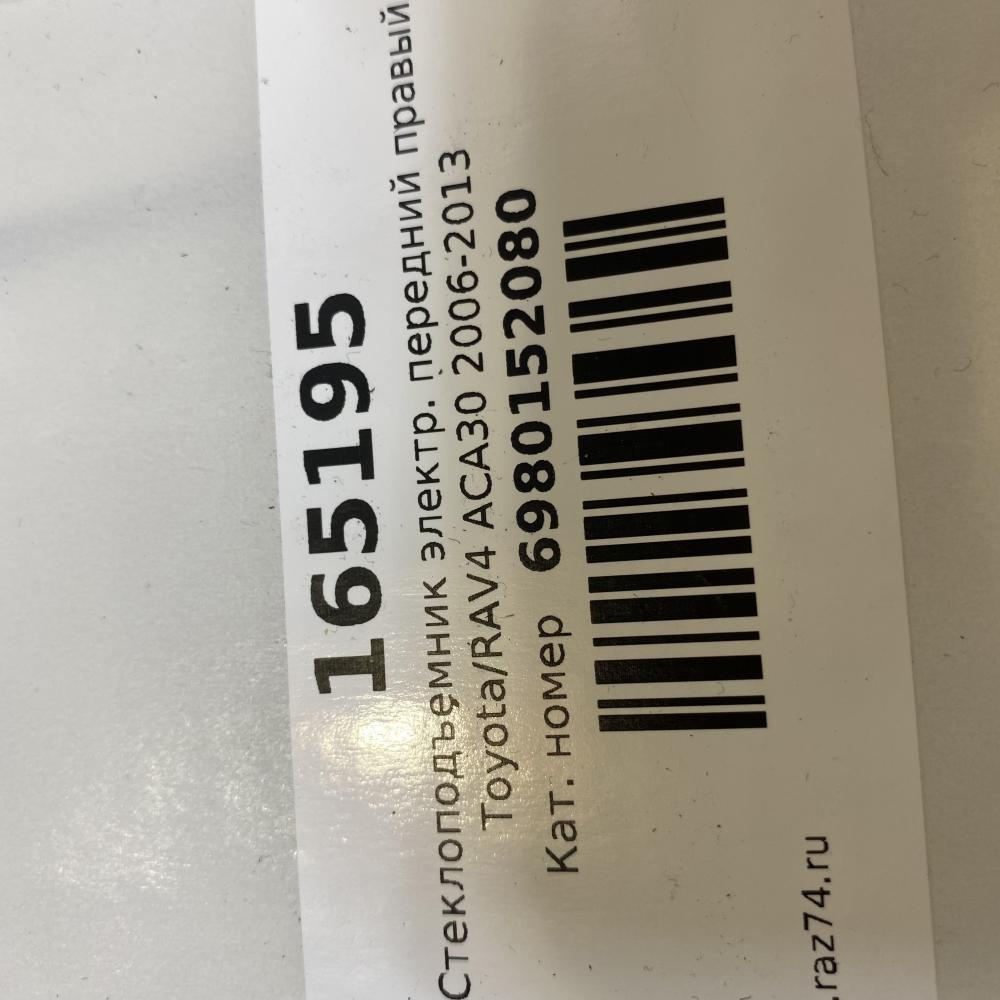 165195
Стеклоподъемник электр. передний правый
Toyota/RAV4 ACA30 2006-2013
Кат. номер 6980152080
.raz74.ru